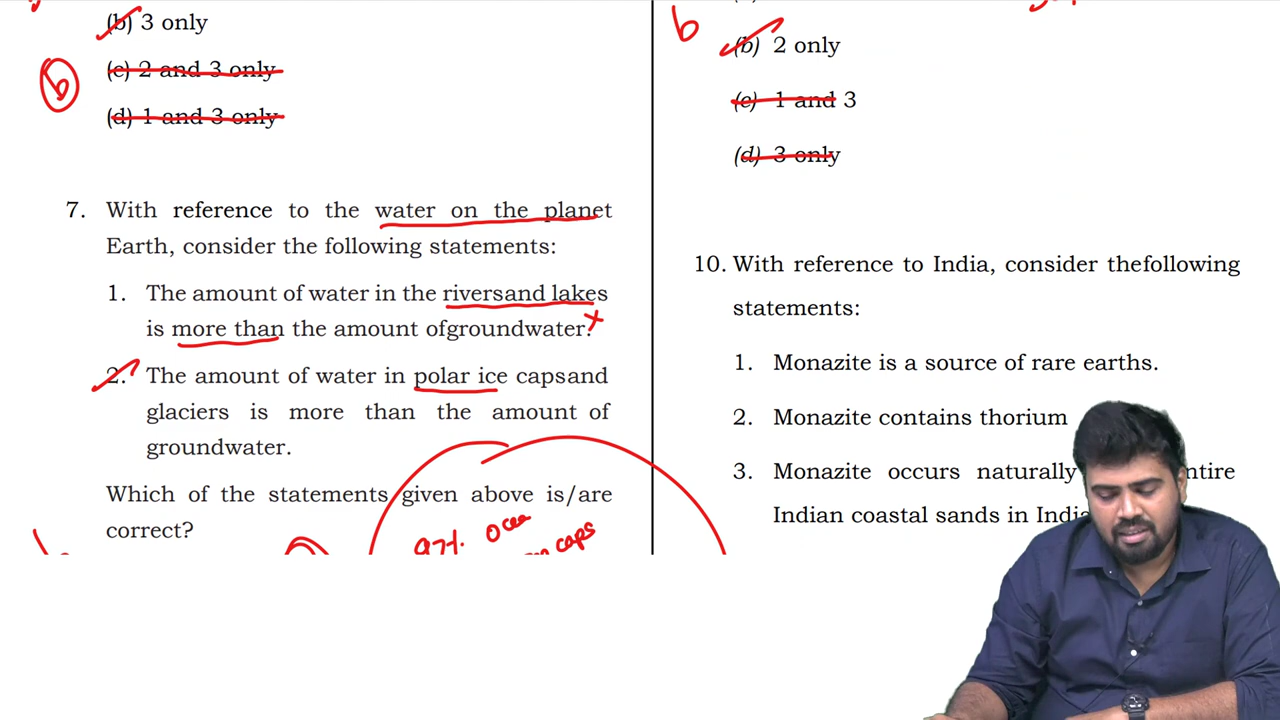 (b) 3 only
b
(c) 2 and 3 only
(d) 1 and 3 only
7. With reference to the water on the planet
Earth, consider the following statements:
1. The amount of water in the riversand lakes
is more than the amount ofgroundwater.
2. The amount of water in polar ice capsand
glaciers is more than the amount of
groundwater.
Which of the statements given above is/are
correct?
97%. Ocea
caps
b
(b) 2 only
(c) 1 and 3
(d) 3 only
10. With reference to India, consider thefollowing
statements:
1. Monazite is a source of rare earths.
2. Monazite contains thorium
3. Monazite occurs naturally ntire
Indian coastal sands in Indi